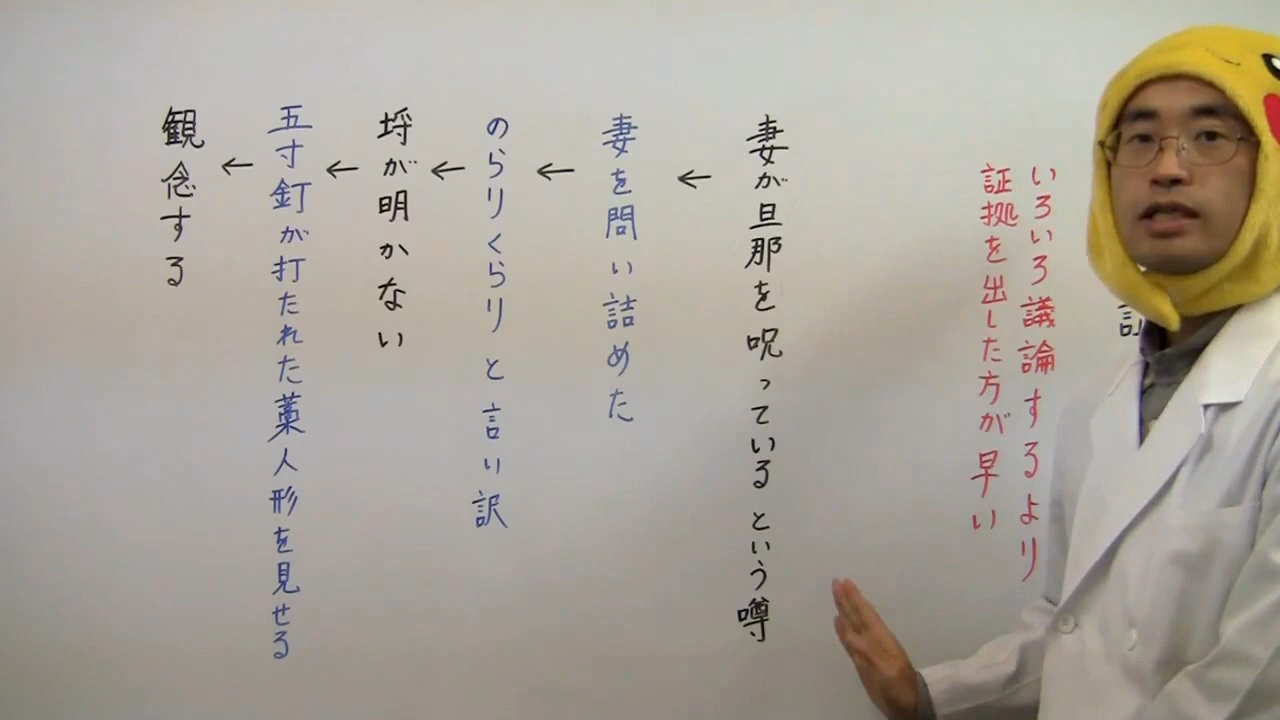 いろいろ議論するより
証拠を出した方が早い
妻が旦那を呪っているという噂
←
妻を問い詰めた
←
のらりくらりと言い訳
←
埒が明かない
←
五寸釘が打たれた藁人形を見せる
←
観念する